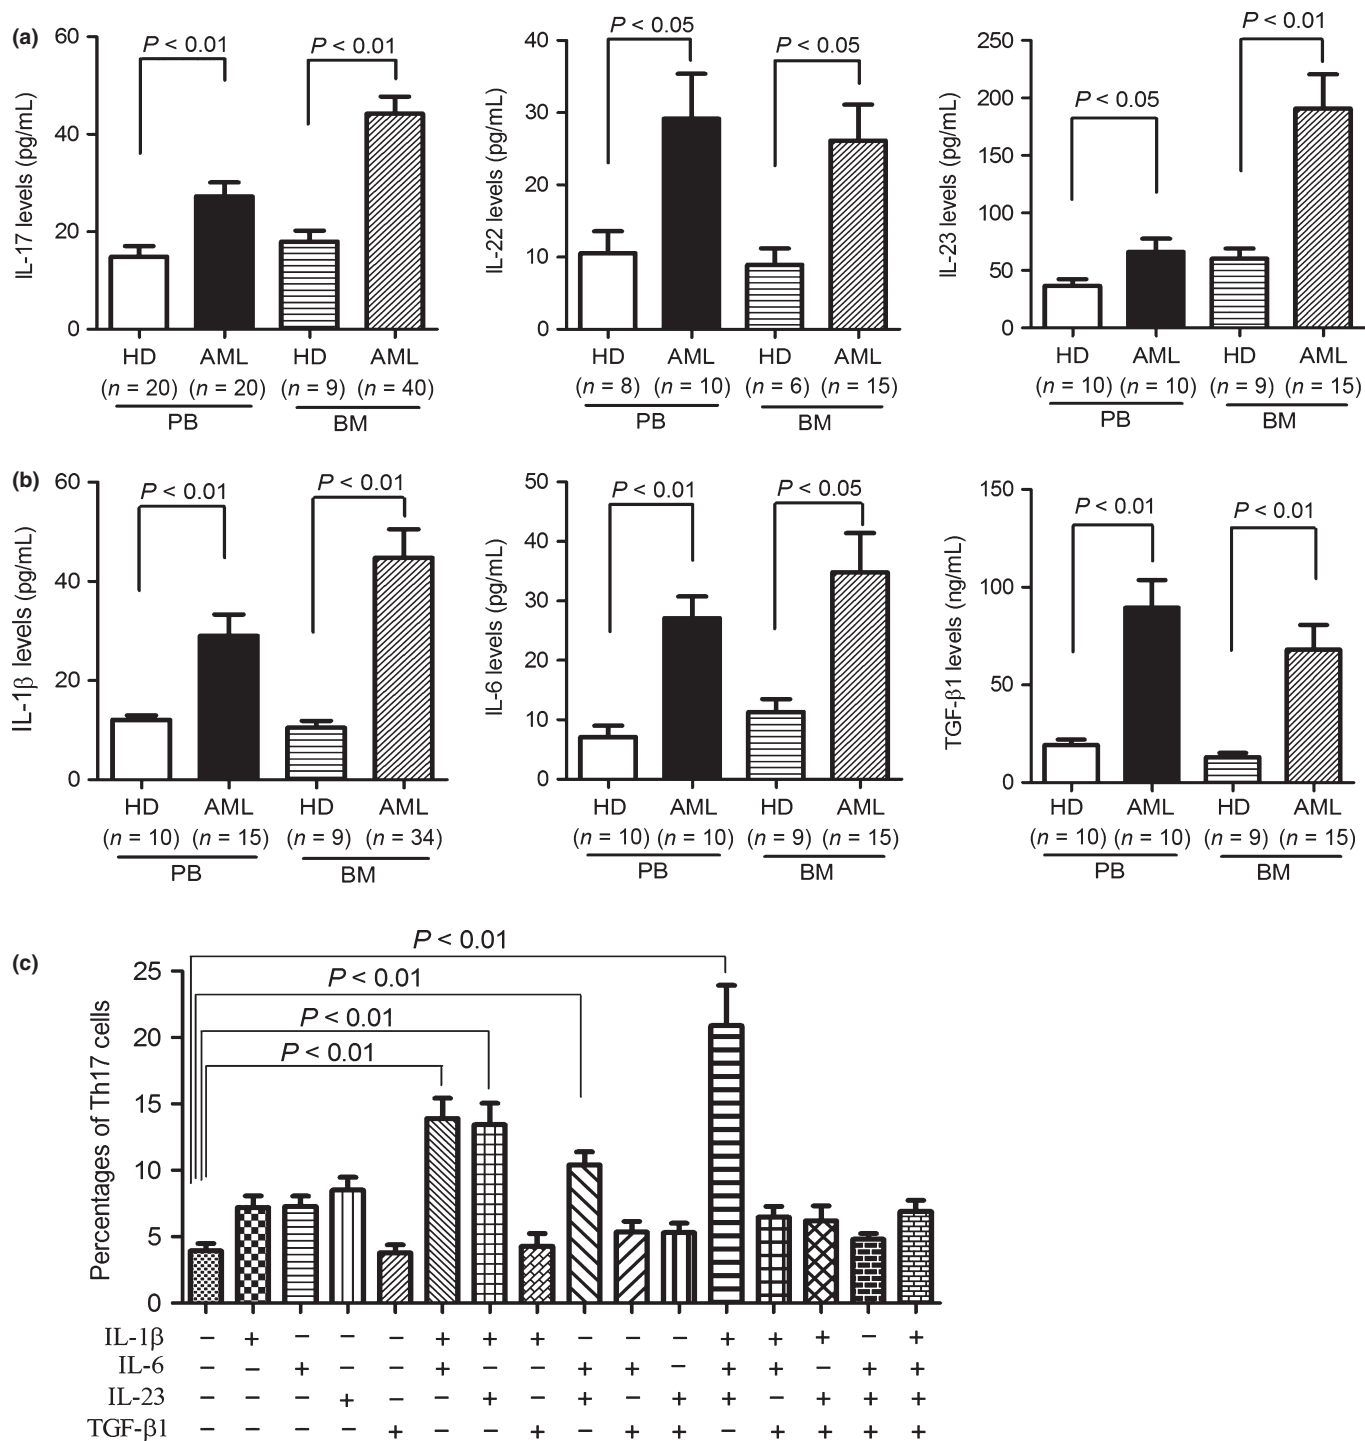 (a)
IL-17 levels (pg/mL)
60
40
20
0
P < 0.01
P < 0.01
HD AML HD AML
(n = 20) (n = 20) (n = 9) (n = 40)
PB BM
IL-22 levels (pg/mL)
40
30
20
10
0
P < 0.05
P < 0.05
HD AML HD AML
(n = 8) (n = 10) (n = 6) (n = 15)
PB BM
IL-23 levels (pg/mL)
250
200
150
100
50
0
P < 0.05
P < 0.01
HD AML HD AML
(n = 10) (n = 10) (n = 9) (n = 15)
PB BM
(b)
IL-1β levels (pg/mL)
60
40
20
0
P < 0.01
P < 0.01
HD AML HD AML
(n = 10) (n = 15) (n = 9) (n = 34)
PB BM
IL-6 levels (pg/mL)
50
40
30
20
10
0
P < 0.01
P < 0.05
HD AML HD AML
(n = 10) (n = 10) (n = 9) (n = 15)
PB BM
TGF-β1 levels (ng/mL)
150
100
50
0
P < 0.01
P < 0.01
HD AML HD AML
(n = 10) (n = 10) (n = 9) (n = 15)
PB BM
(c)
Percentages of Th17 cells
25
20
15
10
5
0
P < 0.01
P < 0.01
P < 0.01
P < 0.01
IL-1β − + − − − + + + − − − + + + − +
IL-6 − − + − − + − − + + − + + − + +
IL-23 − − − + − − + − + − + + − + + +
TGF-β1 − − − − + − − + − + + − + + + +